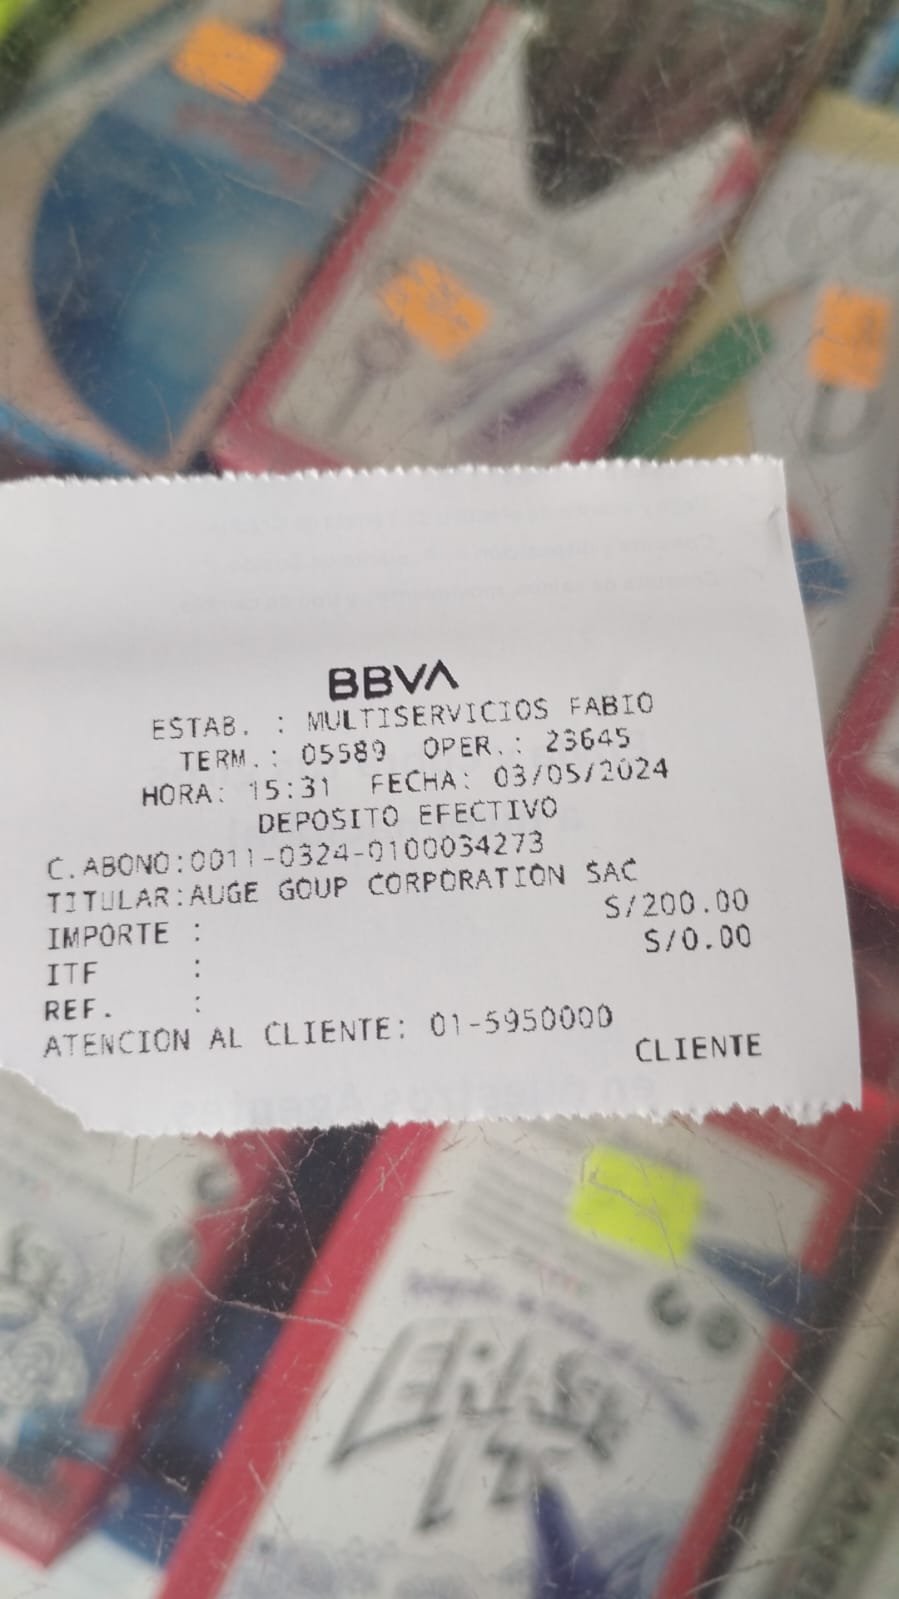 BBVA
ESTAB. : MULTISERVICIOS FABIO
TERM.: 05589 OPER.: 23645
HORA: 15:31 FECHA: 03/05/2024
DEPOSITO EFECTIVO
C.ABONO:0011-0324-0100034273
TITULAR:AUGE GOUP CORPORATION SAC
IMPORTE : S/200.00
ITF : S/0.00
REF. :
ATENCION AL CLIENTE: 01-5950000
CLIENTE